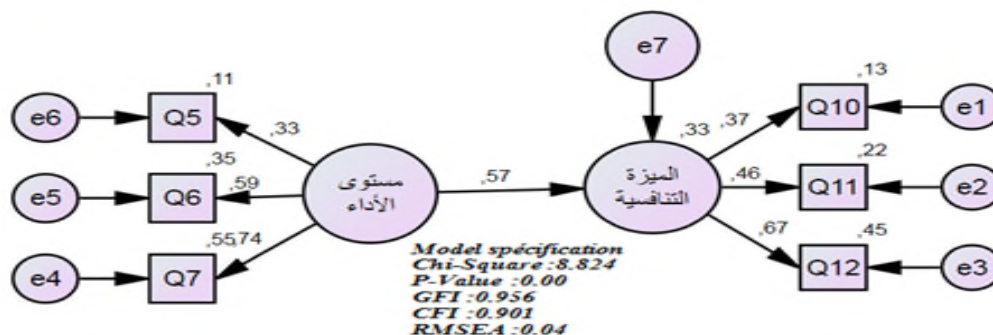 e7
,11
,13
e6
Q5
Q10
e1
,33
,33
,37
,35
,22
e5
Q6
,59
مستوى
الأداء
,57
الميزة
التنافسية
,46
Q11
e2
,55
,74
,67
,45
e4
Q7
Q12
e3
Model spécification
Chi-Square :8.824
P-Value :0.00
GFI :0.956
CFI :0.901
RMSEA :0.04